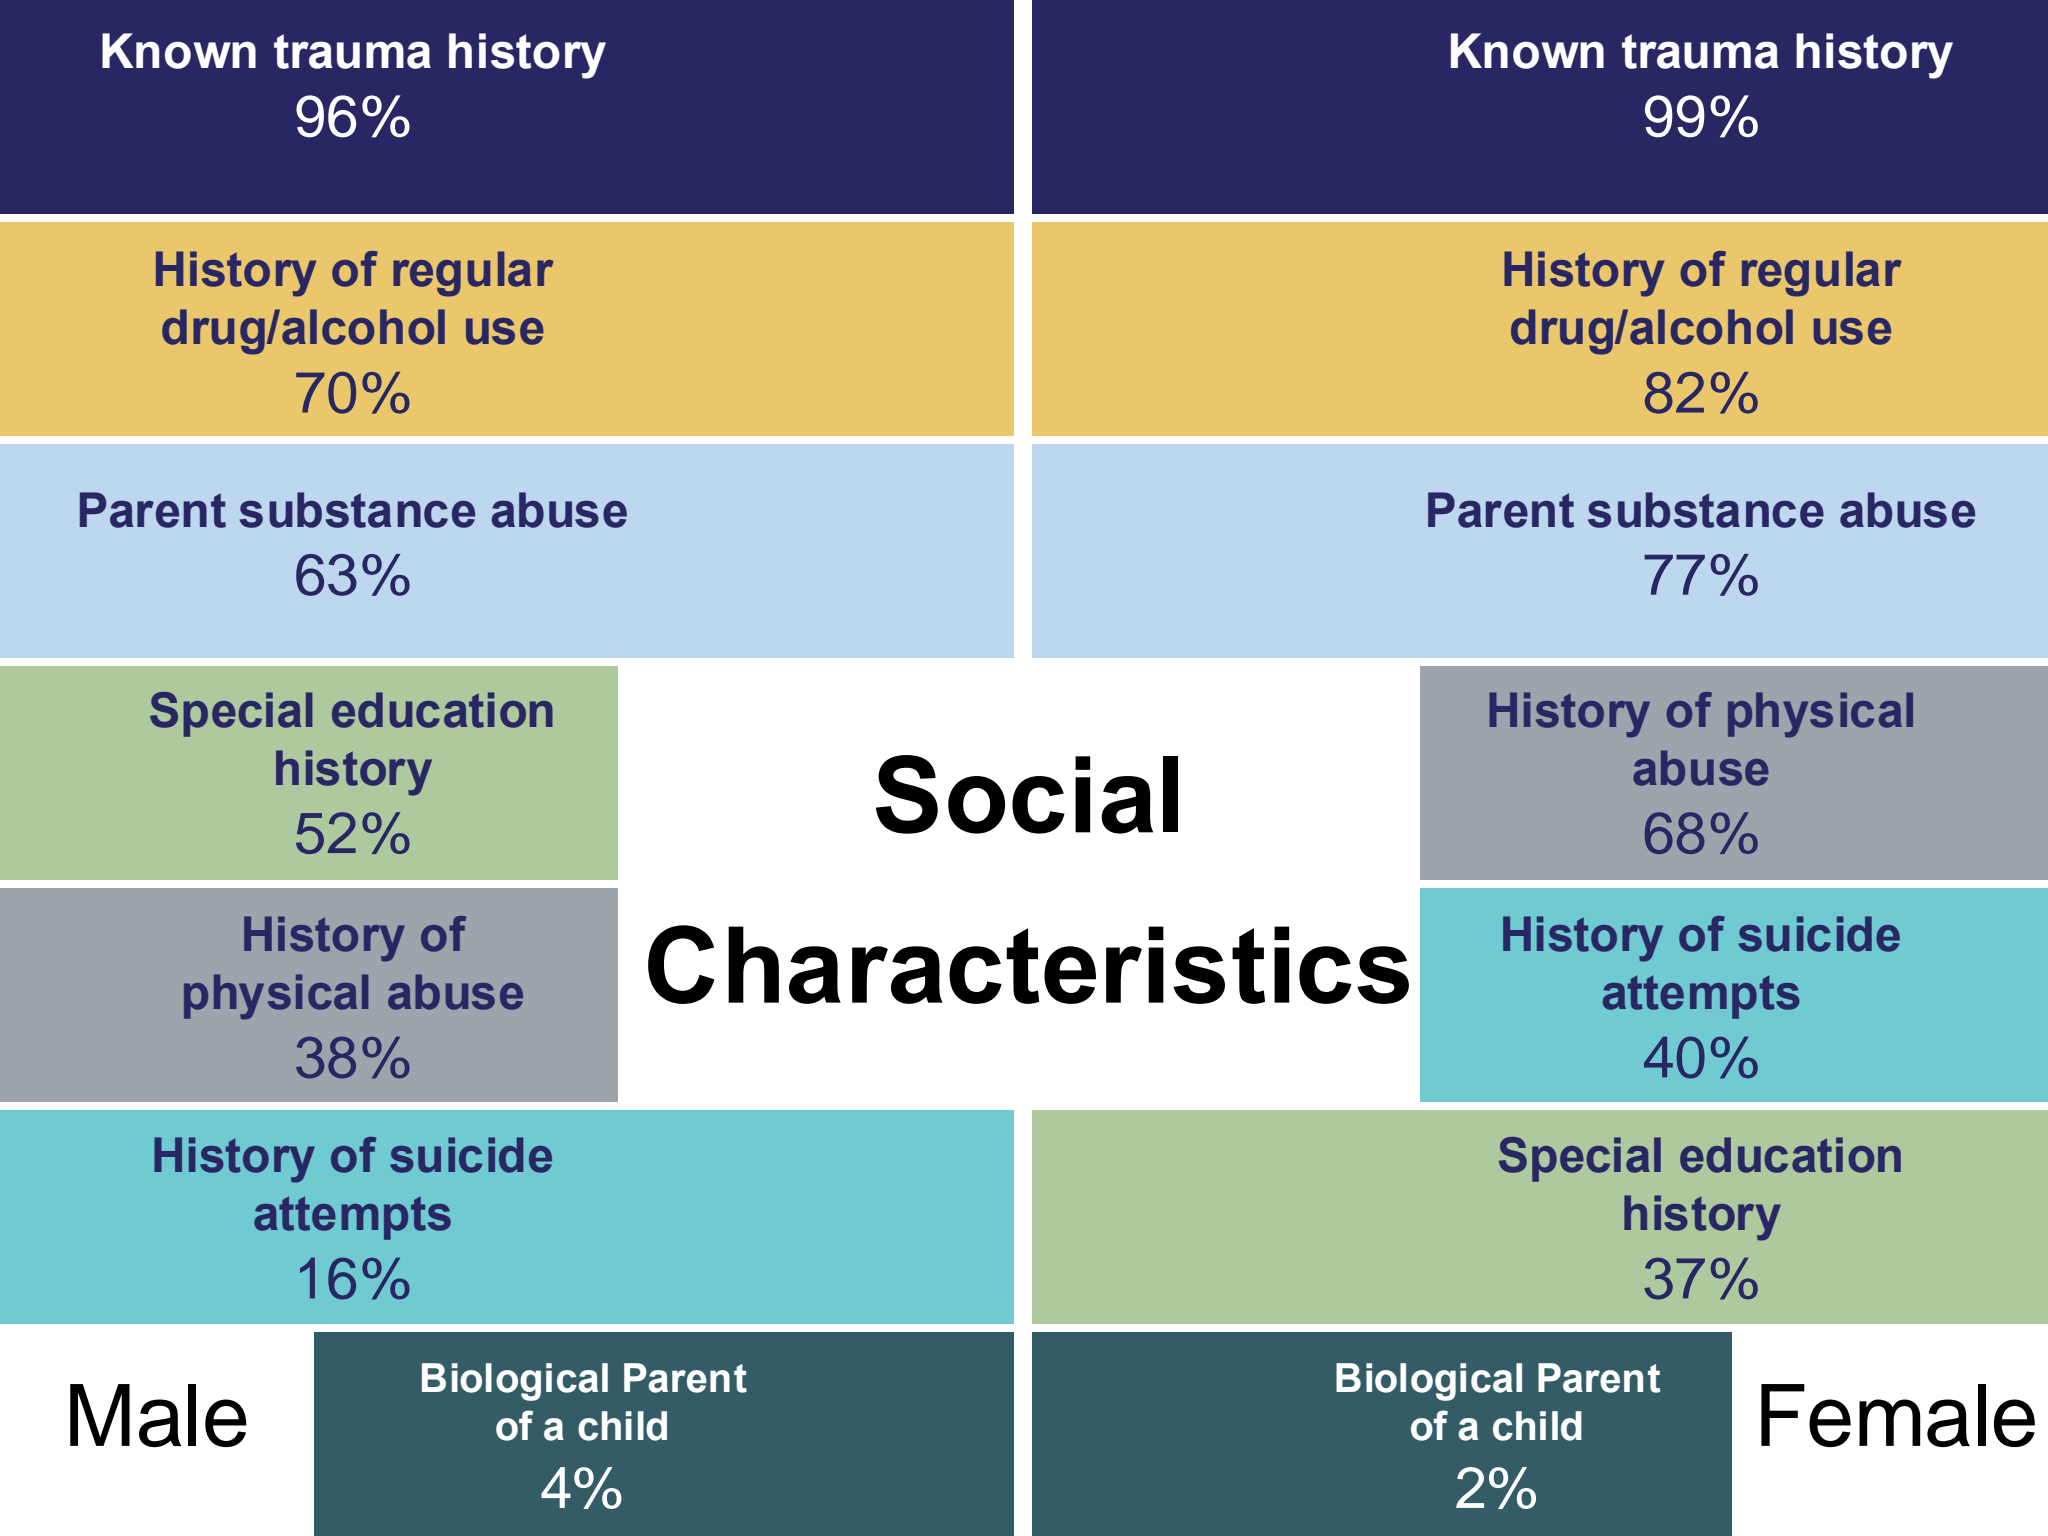 Known trauma history
96%
History of regular
drug/alcohol use
70%
Parent substance abuse
63%
Special education
history
52%
History of
physical abuse
38%
History of suicide
attempts
16%
Male
Biological Parent
of a child
4%
Social
Characteristics
Known trauma history
99%
History of regular
drug/alcohol use
82%
Parent substance abuse
77%
History of physical
abuse
68%
History of suicide
attempts
40%
Special education
history
37%
Biological Parent
of a child
2%
Female